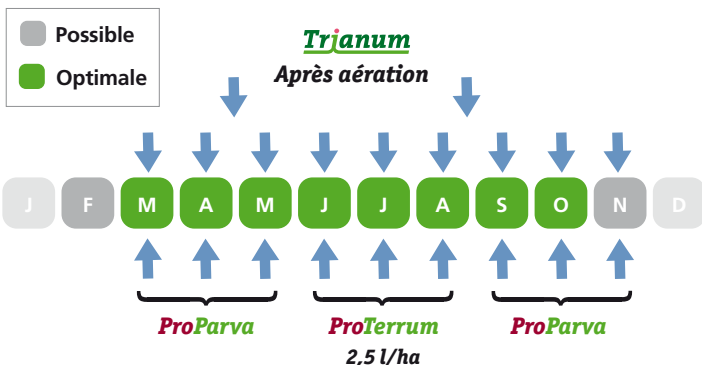 Possible
Optimale
Trianum
Après aération
J F M A M J J A S O N D
ProParva ProTerrum ProParva
2,5 l/ha